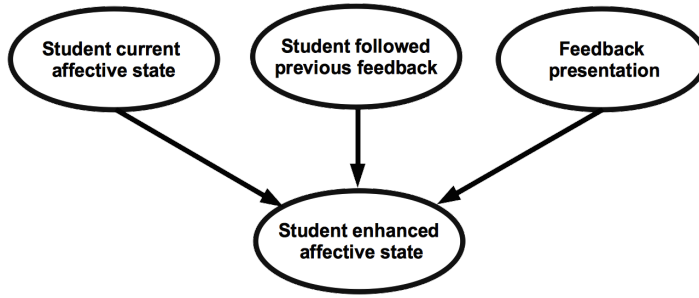 Student current
affective state
Student followed
previous feedback
Feedback
presentation
Student enhanced
affective state